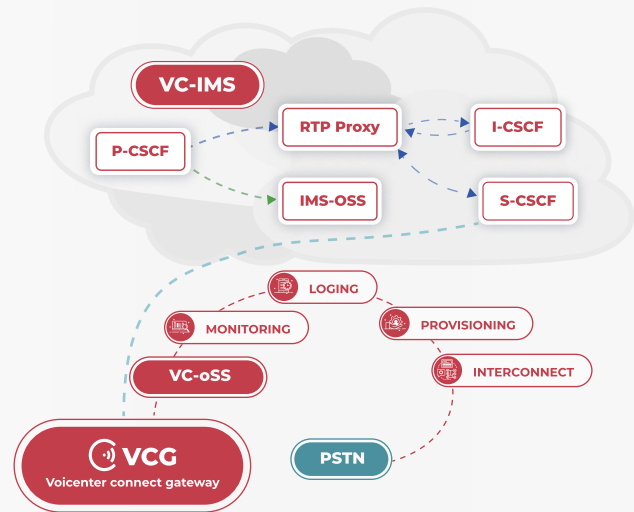 VC-IMS
RTP Proxy
I-CSCF
P-CSCF
IMS-OSS
S-CSCF
LOGING
MONITORING
PROVISIONING
VC-oSS
INTERCONNECT
VCG
Voicenter connect gateway
PSTN